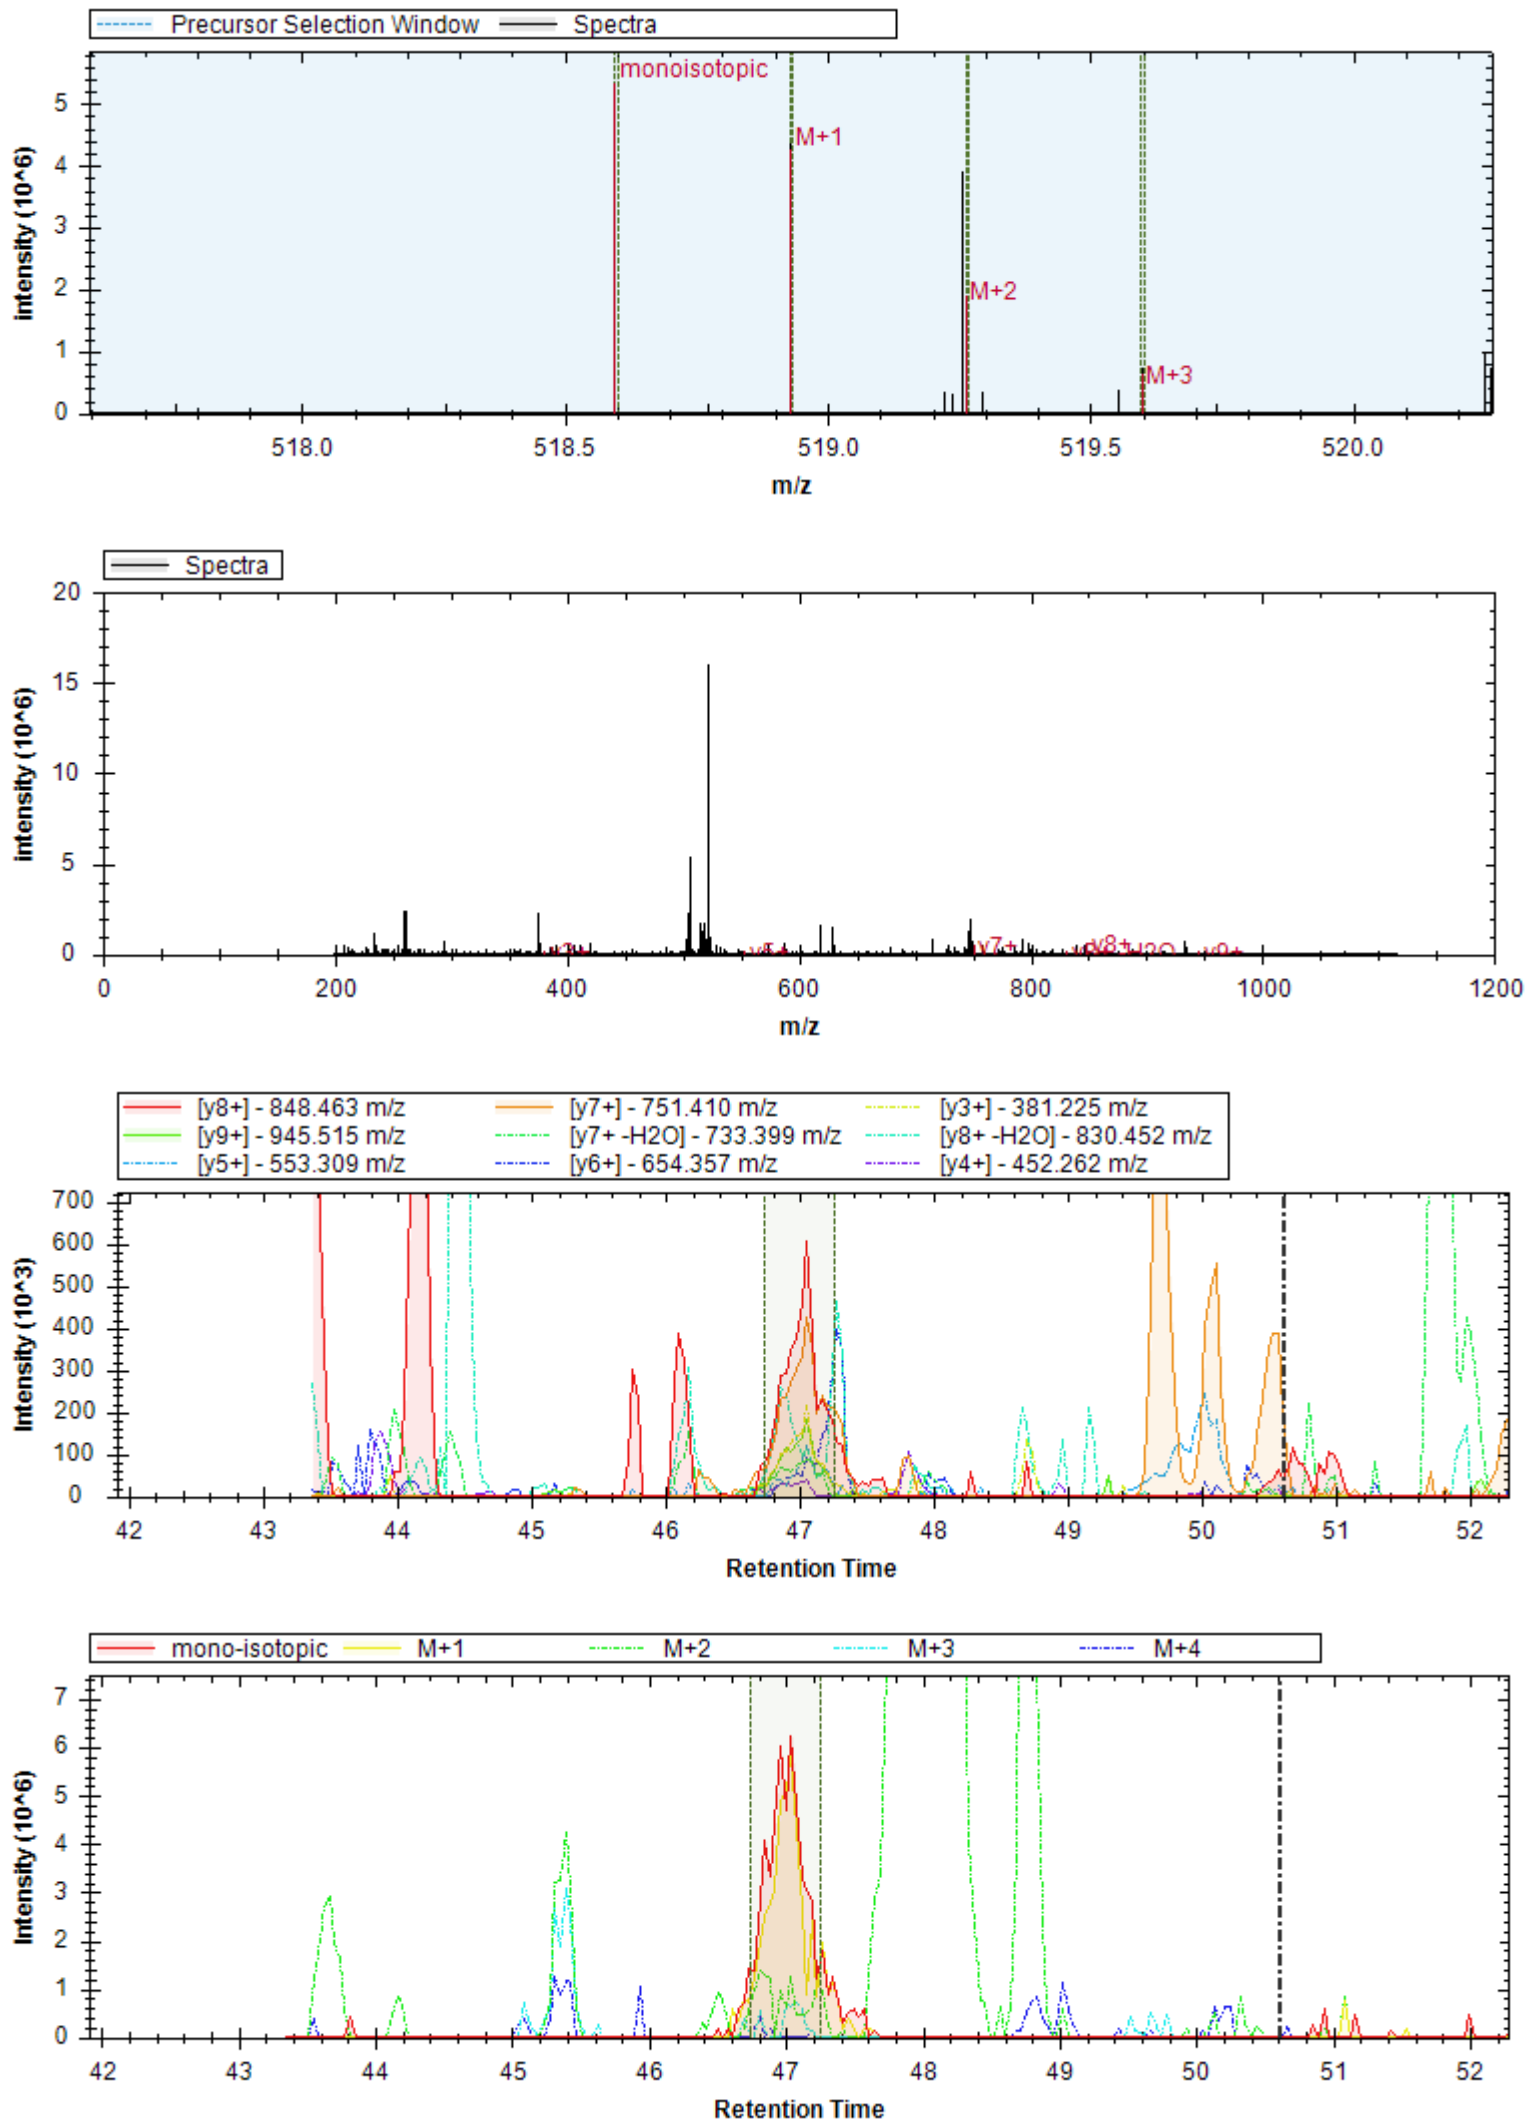 Precursor Selection Window Spectra
monoisotopic
M+1
M+2
M+3
5
4
3
2
1
0
intensity (10^6)
518.0 518.5 519.0 519.5 520.0
m/z
Spectra
20
15
10
5
0
intensity (10^6)
y7+ y8+
y9+
0 200 400 600 800 1000 1200
m/z
[y8+] - 848.463 m/z [y7+] - 751.410 m/z [y3+] - 381.225 m/z
[y9+] - 945.515 m/z [y7+ -H2O] - 733.399 m/z [y8+ -H2O] - 830.452 m/z
[y5+] - 553.309 m/z [y6+] - 654.357 m/z [y4+] - 452.262 m/z
700
600
500
400
300
200
100
0
Intensity (10^3)
42 43 44 45 46 47 48 49 50 51 52
Retention Time
mono-isotopic M+1 M+2 M+3 M+4
7
6
5
4
3
2
1
0
Intensity (10^6)
42 43 44 45 46 47 48 49 50 51 52
Retention Time